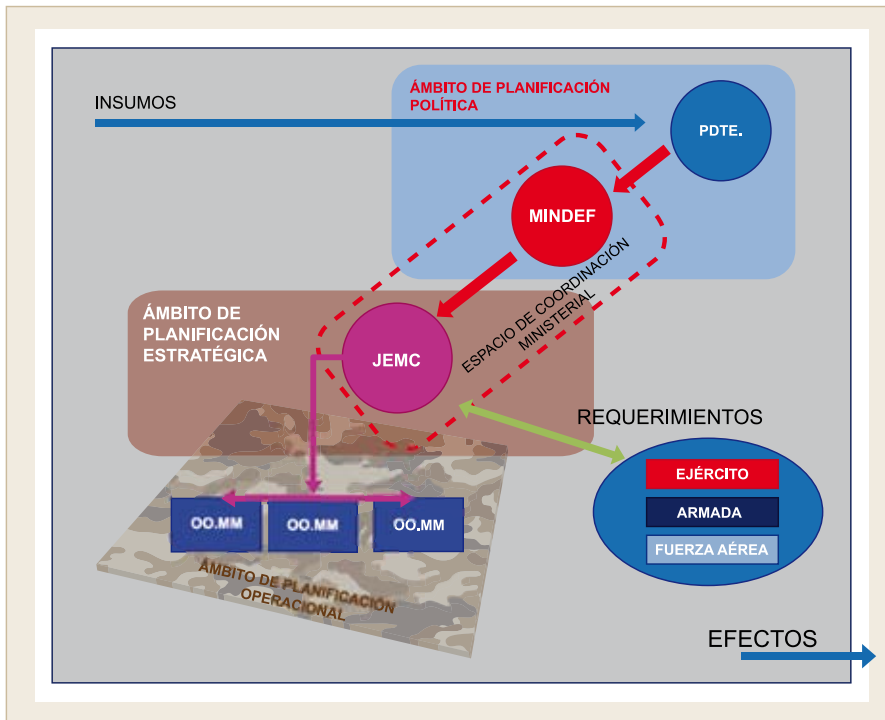 INSUMOS
ÁMBITO DE PLANIFICACIÓN
POLÍTICA
PDTE.
MINDEF
ESPACIO DE COORDINACIÓN
MINISTERIAL
ÁMBITO DE
PLANIFICACIÓN
ESTRATÉGICA
JEMC
REQUERIMIENTOS
EJÉRCITO
ARMADA
FUERZA AÉREA
OO.MM
OO.MM
OO.MM
ÁMBITO DE PLANIFICACIÓN
OPERACIONAL
EFECTOS